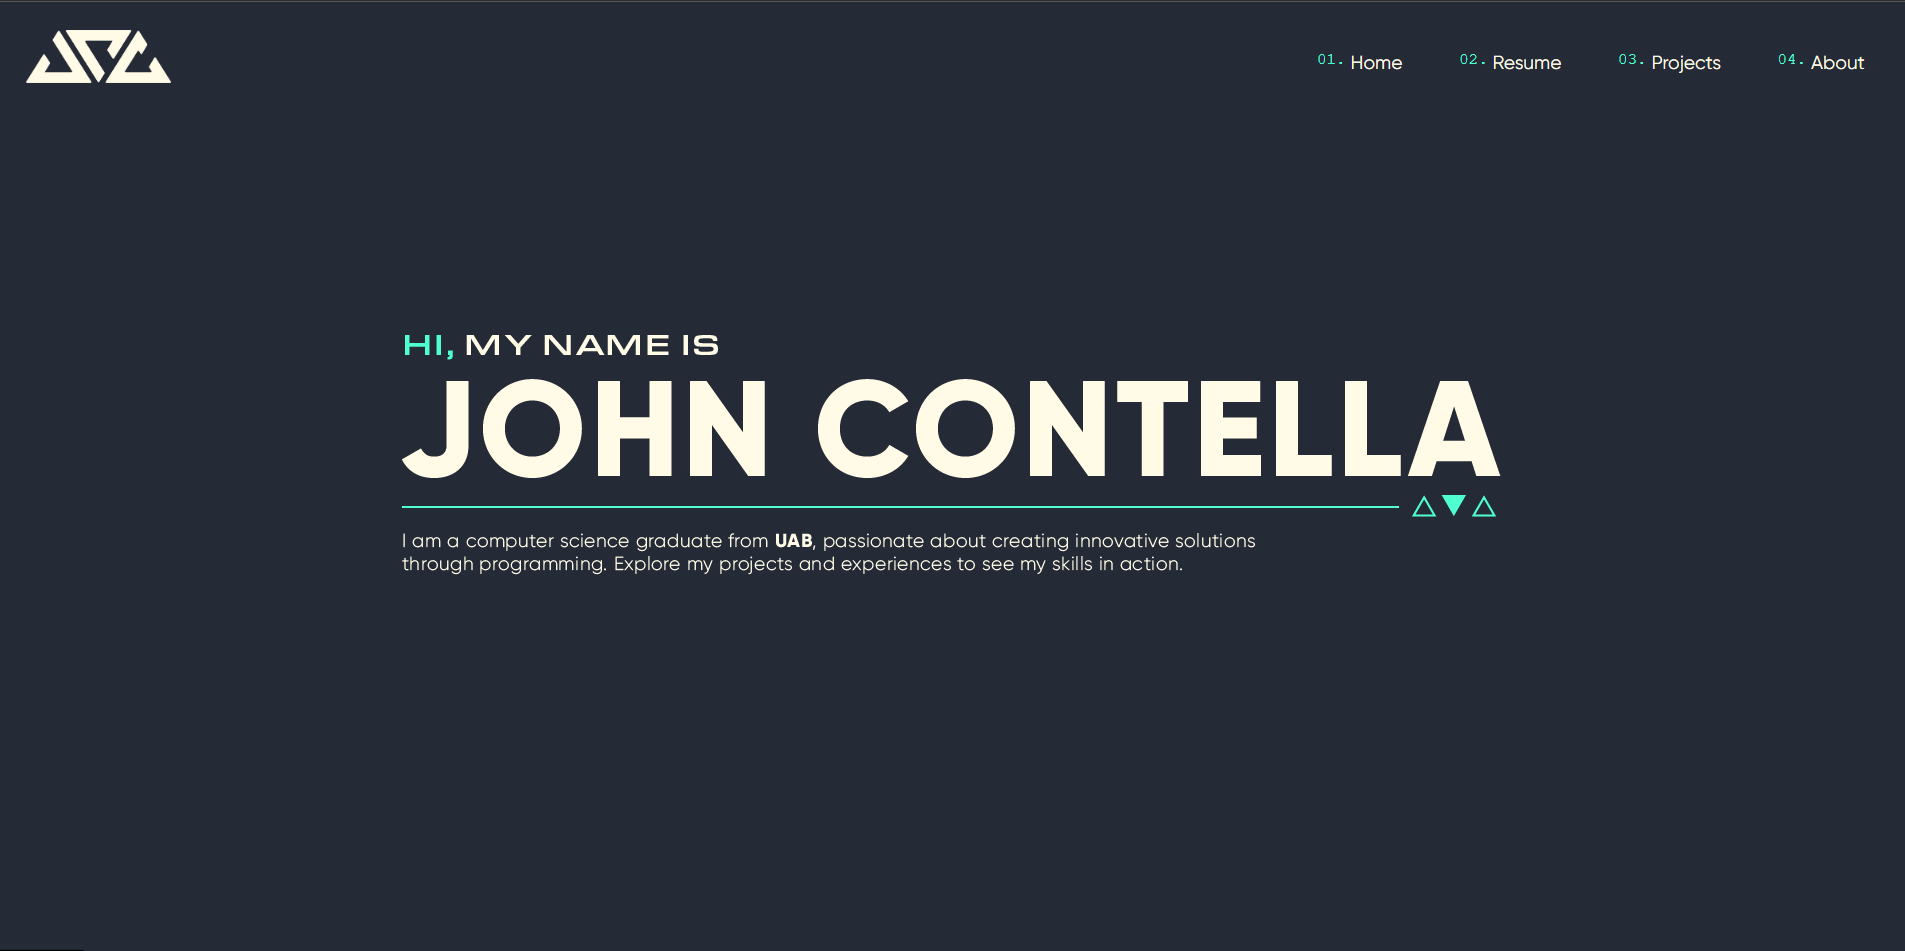 01. Home 02. Resume 03. Projects 04. About
HI, MY NAME IS
JOHN CONTELLA
I am a computer science graduate from UAB, passionate about creating innovative solutions
through programming. Explore my projects and experiences to see my skills in action.